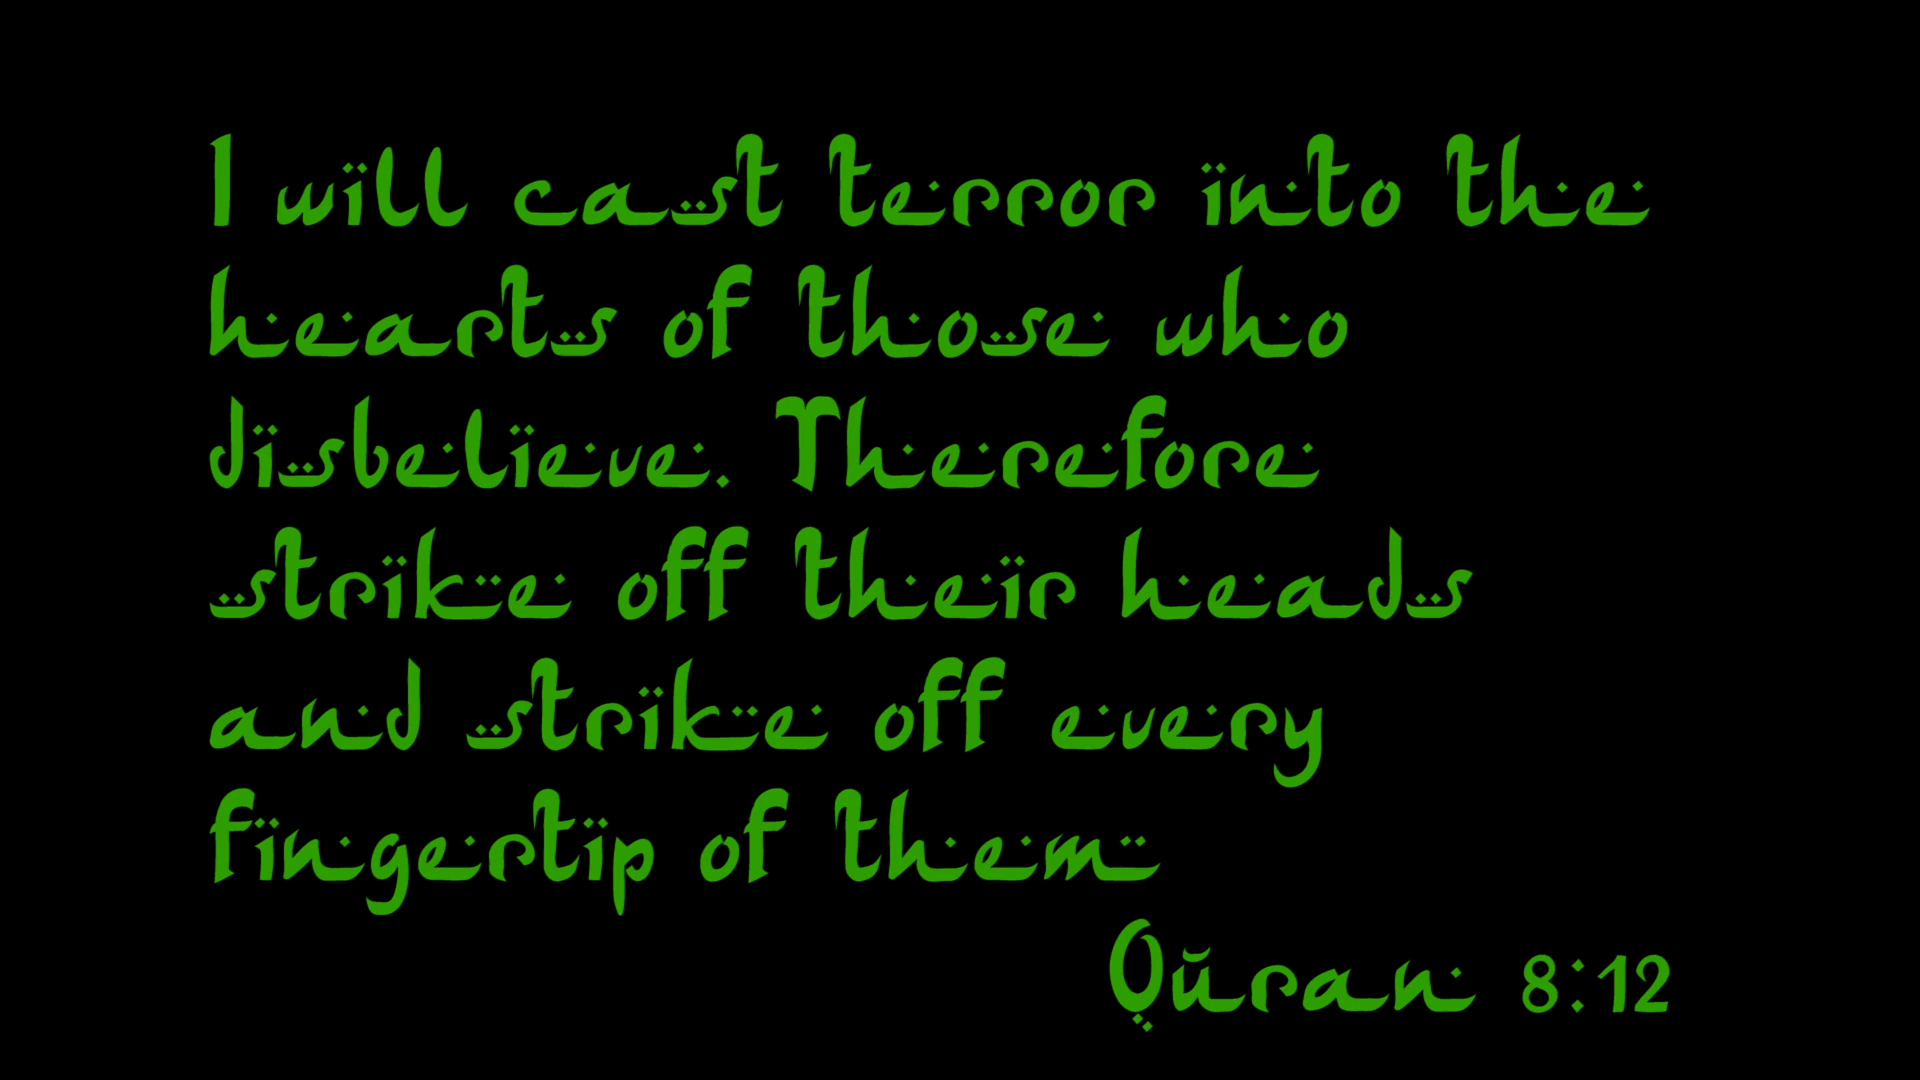 I will cast terror into the
hearts of those who
disbelieve. Therefore
strike off their heads
and strike off every
fingertip of them
Quran 8:12